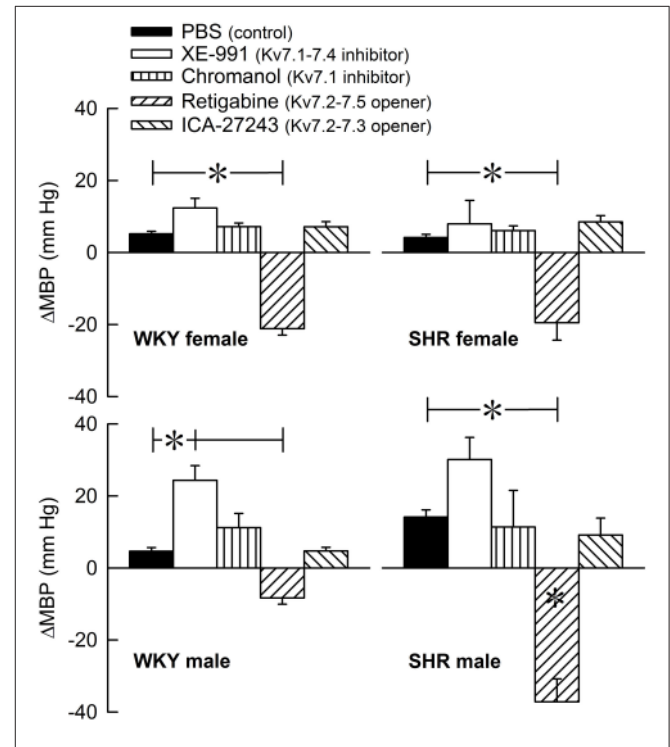 PBS (control)
XE-991 (Kv7.1-7.4 inhibitor)
Chromanol (Kv7.1 inhibitor)
Retigabine (Kv7.2-7.5 opener)
ICA-27243 (Kv7.2-7.3 opener)
40
20
0
-20
-40
ΔMBP (mm Hg)
*
WKY female
*
SHR female
40
20
0
-20
-40
ΔMBP (mm Hg)
*
WKY male
*
*
SHR male